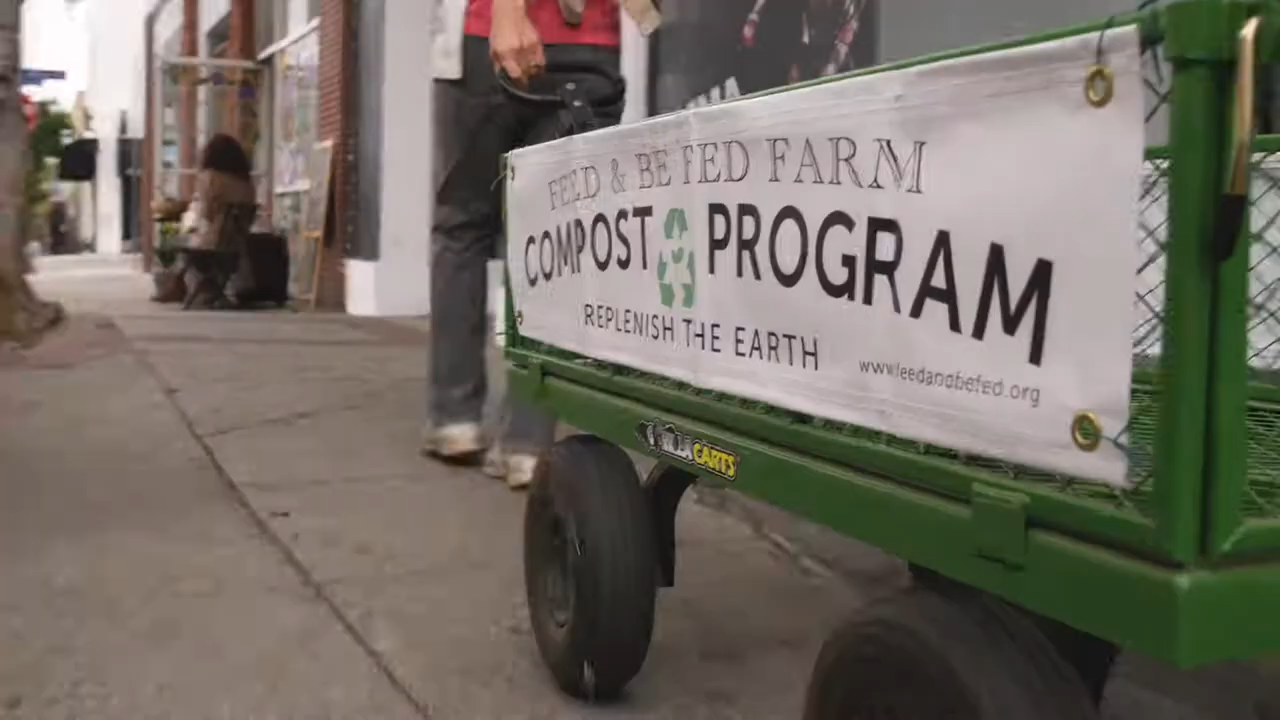 FEED & BE FED FARM
COMPOST PROGRAM
REPLENISH THE EARTH
www.feedandbefed.org
CARTS